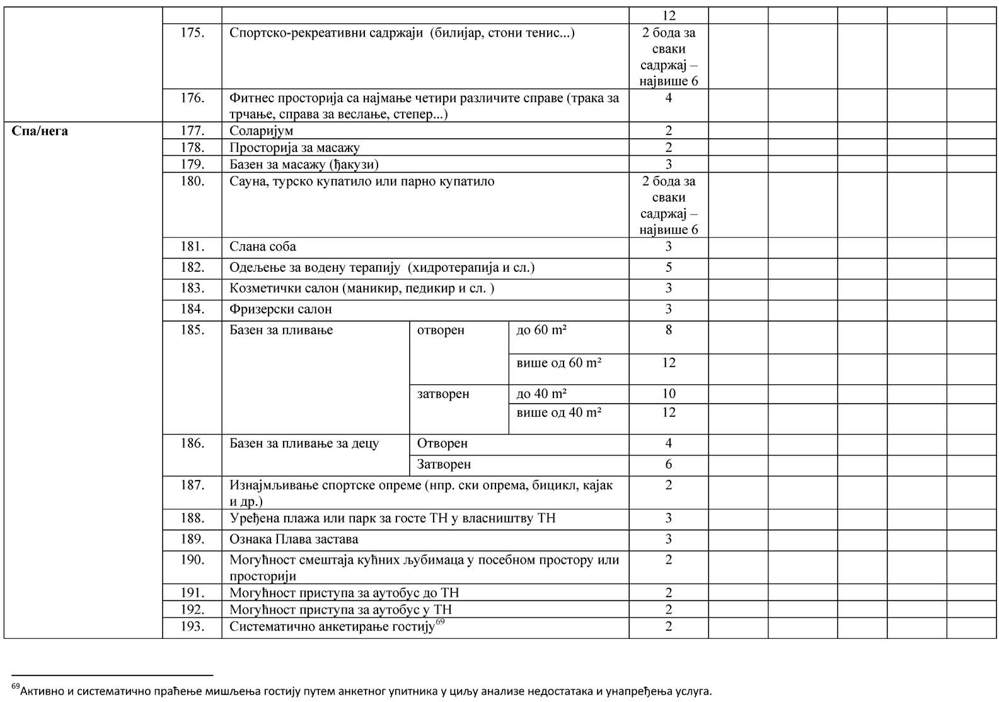 12
175. Спортско-рекреативни садржаји (билијар, стони тенис...) 2 бода за
сваки
садржај –
највише 6
176. Фитнес просторија са најмање четири различите справе (трака за 4
трчање, справа за веслање, степер...)
Спа/нега 177. Соларијум 2
178. Просторија за масажу 2
179. Базен за масажу (ђакузи) 3
180. Сауна, турско купатило или парно купатило 2 бода за
сваки
садржај –
највише 6
181. Слана соба 3
182. Одељење за водену терапију (хидротерапија и сл.) 5
183. Козметички салон (маникир, педикир и сл. ) 3
184. Фризерски салон 3
185. Базен за пливање отворен до 60 m² 8
више од 60 m² 12
затворен до 40 m² 10
више од 40 m² 12
186. Базен за пливање за децу Отворен 4
Затворен 6
187. Изнајмљивање спортске опреме (нпр. ски опрема, бицикл, кајак 2
и др.)
188. Уређена плажа или парк за госте ТН у власништву ТН 3
189. Ознака Плава застава 3
190. Могућност смештаја кућних љубимаца у посебном простору или 2
просторији
191. Могућност приступа за аутобус до ТН 2
192. Могућност приступа за аутобус у ТН 2
193. Систематично анкетирање гостију69 2
69Активно и систематично праћење мишљења гостију путем анкетног упитника у циљу анализе недостатака и унапређења услуга.